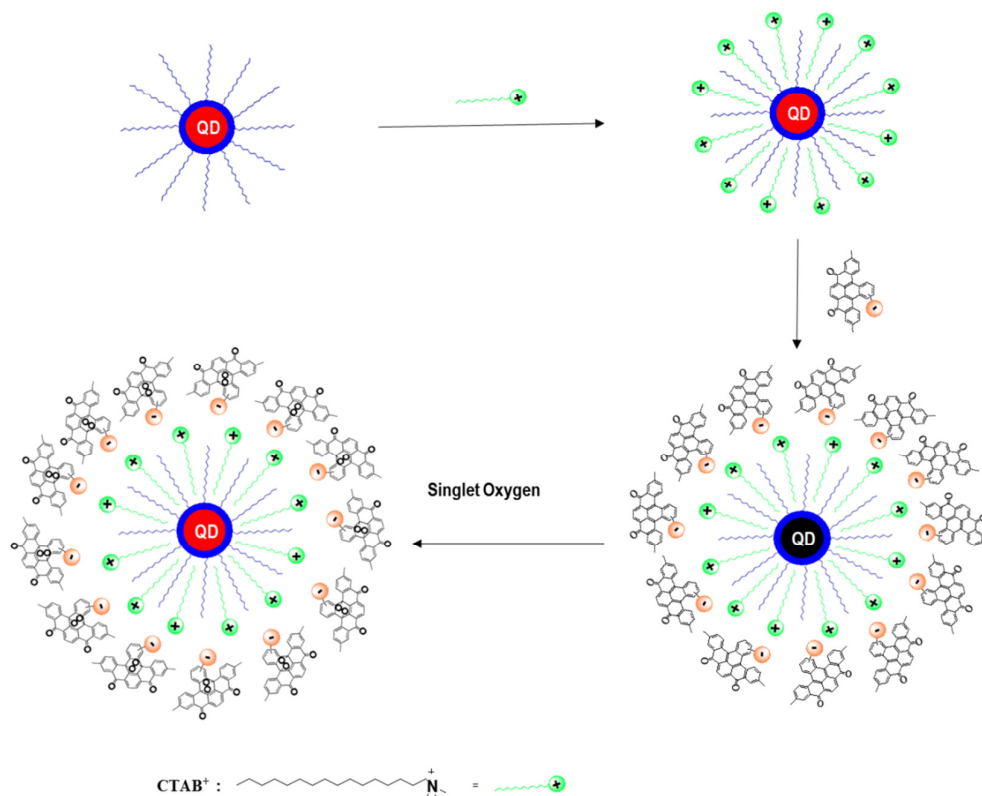 QD
QD
Singlet Oxygen
QD
QD
CTAB+ :
N
+
=
+